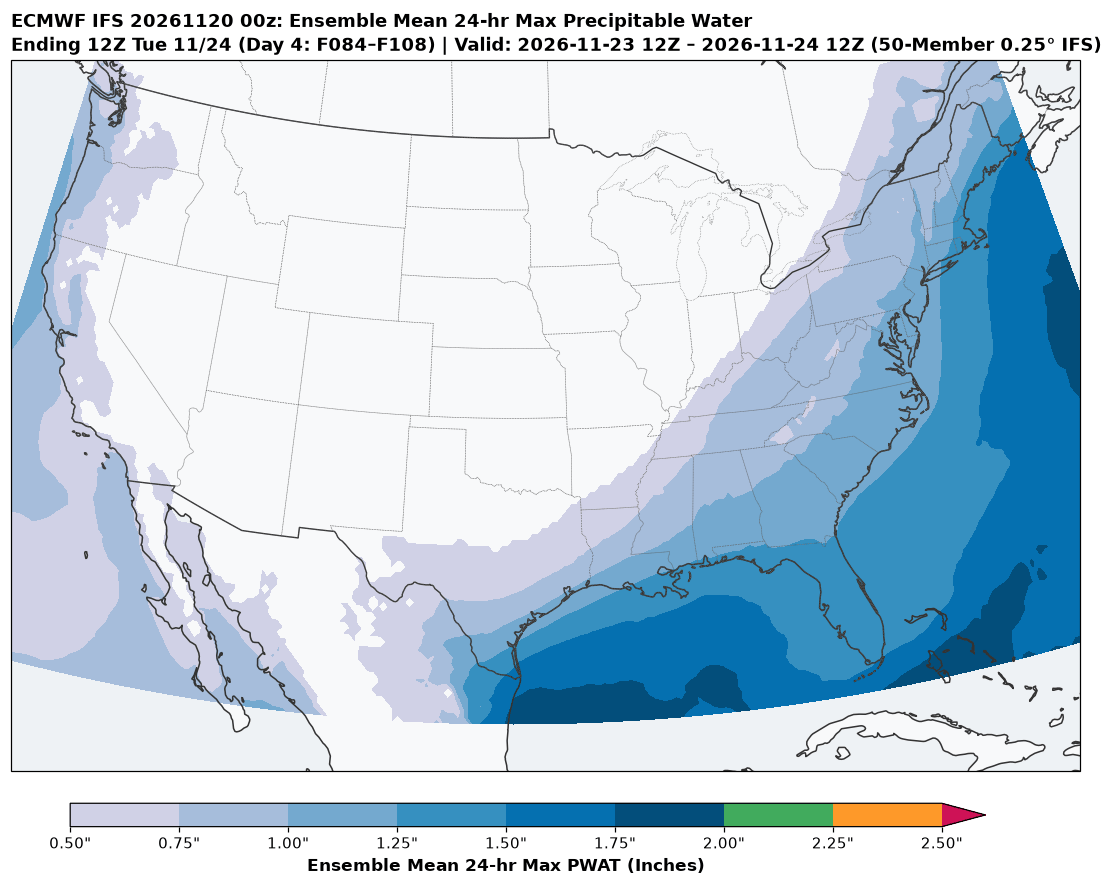 ECMWF IFS 20261120 00z: Ensemble Mean 24-hr Max Precipitable Water
Ending 12Z Tue 11/24 (Day 4: F084–F108) | Valid: 2026-11-23 12Z – 2026-11-24 12Z (50-Member 0.25° IFS)
0.50" 0.75" 1.00" 1.25" 1.50" 1.75" 2.00" 2.25" 2.50"
Ensemble Mean 24-hr Max PWAT (Inches)